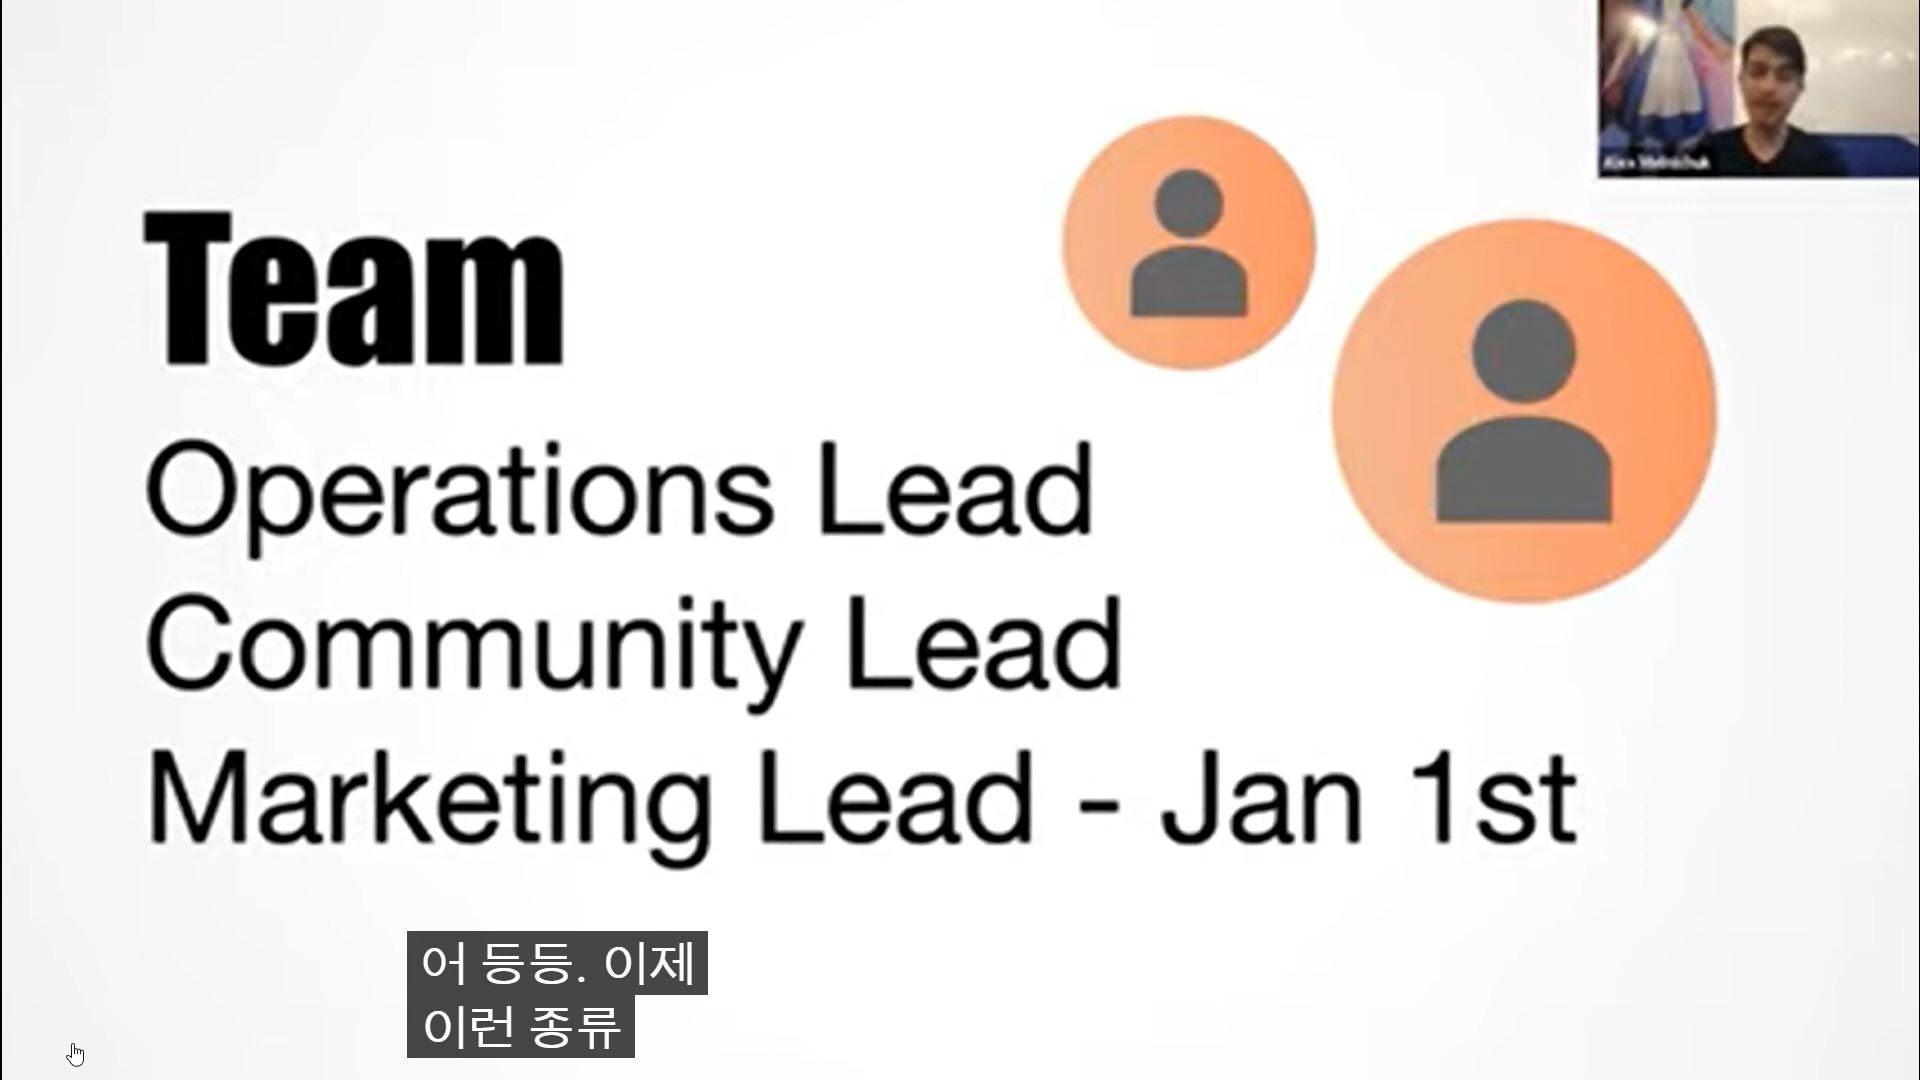 Team
Operations Lead
Community Lead
Marketing Lead - Jan 1st
어 등등. 이제
이런 종류